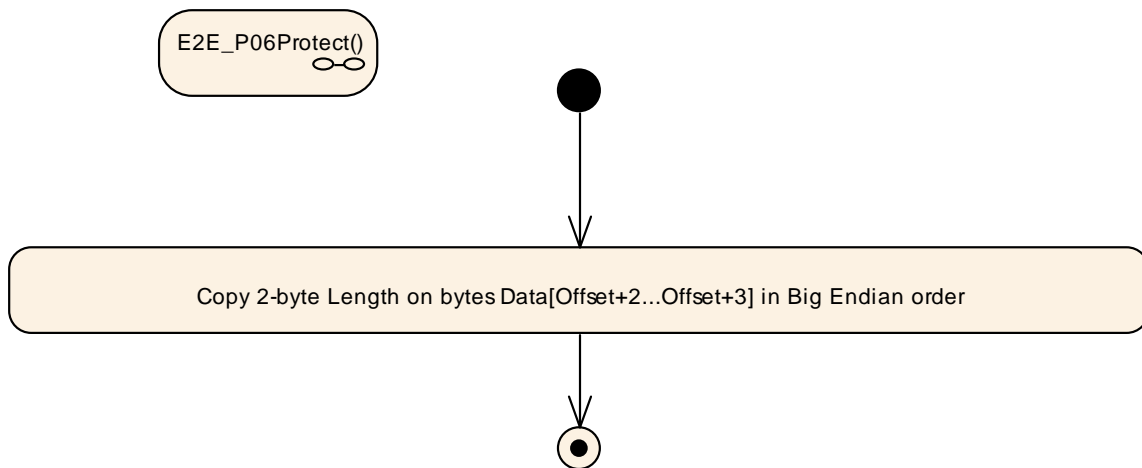 E2E_P06Protect()
Copy 2-byte Length on bytes Data[Offset+2...Offset+3] in Big Endian order